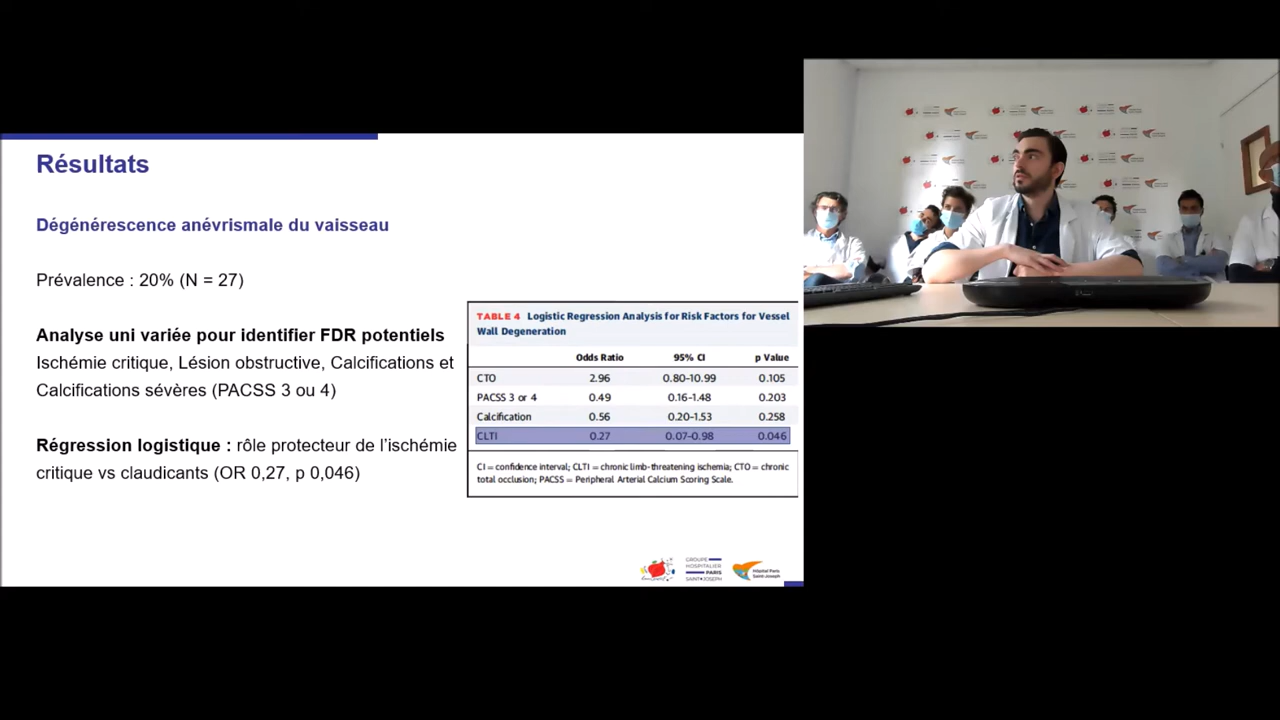 Résultats
Dégénérescence anévrismale du vaisseau
Prévalence : 20% (N = 27)
Analyse uni variée pour identifier FDR potentiels
Ischémie critique, Lésion obstructive, Calcifications et
Calcifications sévères (PACSS 3 ou 4)
Régression logistique : rôle protecteur de l’ischémie
critique vs claudicants (OR 0,27, p 0,046)
TABLE 4 Logistic Regression Analysis for Risk Factors for Vessel
Wall Degeneration
Odds Ratio 95% CI p Value
CTO 2.96 0.80-10.99 0.105
PACSS 3 or 4 0.49 0.16-1.48 0.203
Calcification 0.56 0.20-1.53 0.258
CLTI 0.27 0.07-0.98 0.046
CI = confidence interval; CLTI = chronic limb-threatening ischemia; CTO = chronic
total occlusion; PACSS = Peripheral Arterial Calcium Scoring Scale.
GROUPE
HOSPITALIER
PARIS
SAINT-JOSEPH
Hôpital Paris
Saint-Joseph